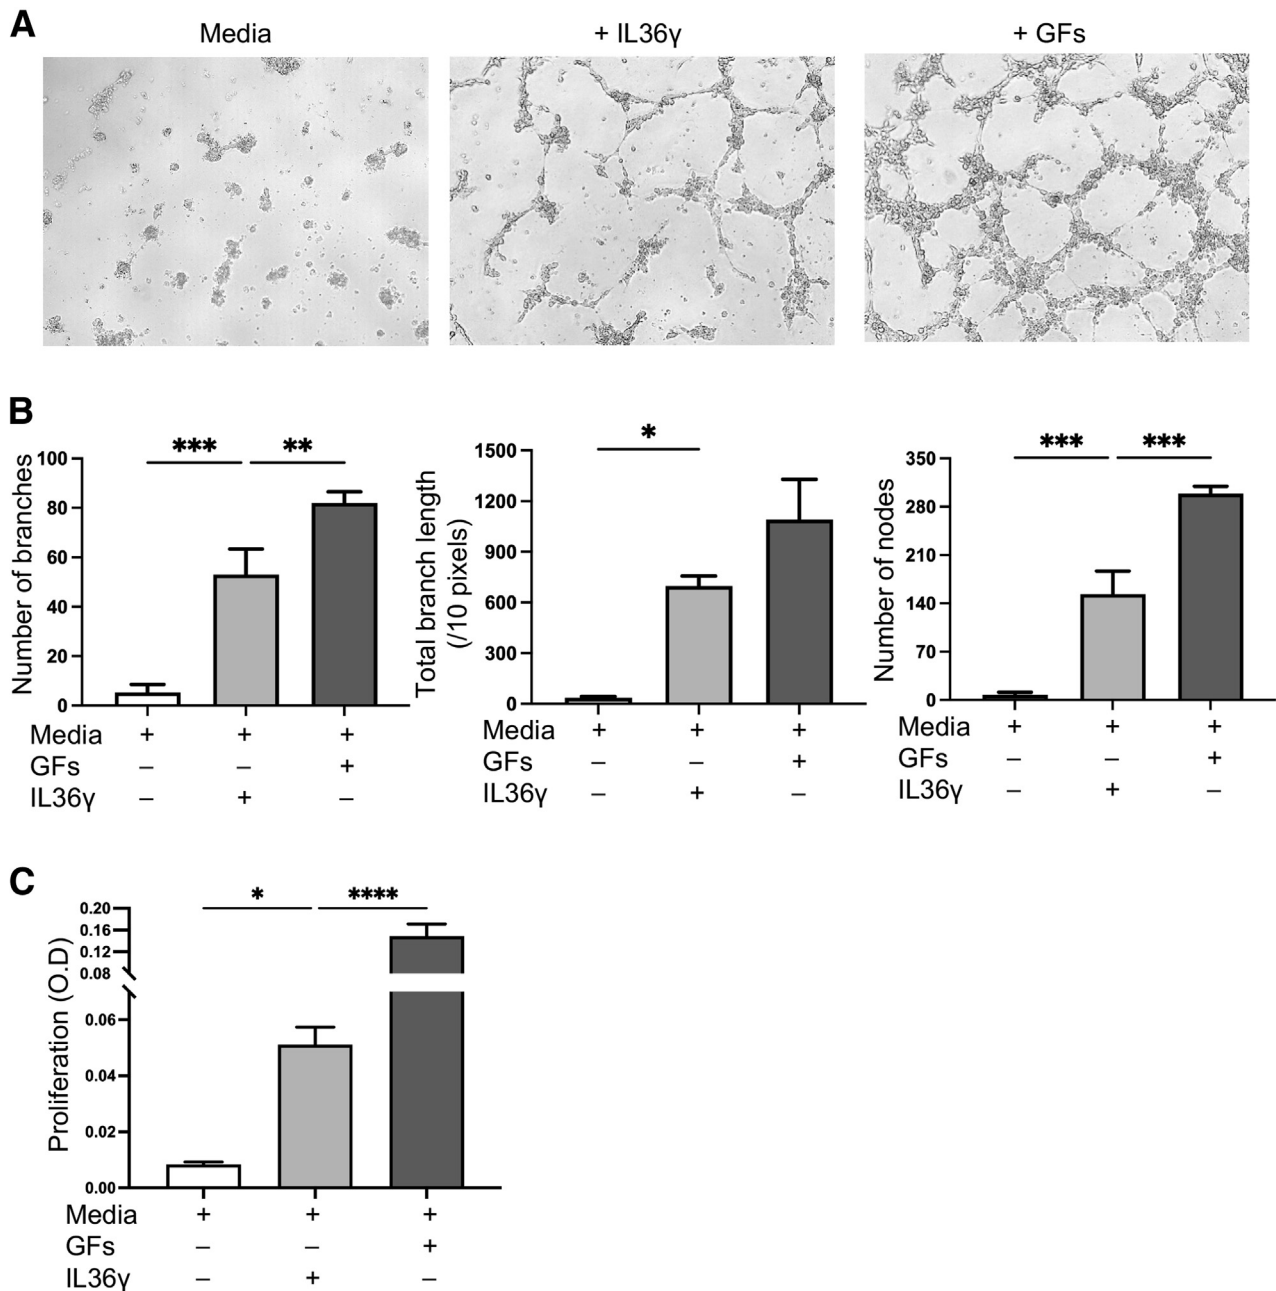 A
Media
+ IL36γ
+ GFs
B
Number of branches
100
80
60
40
20
0
*** **
Media + + +
GFs – – +
IL36γ – + –
Total branch length
(/10 pixels)
1500
1200
900
600
300
0
*
Media + + +
GFs – – +
IL36γ – + –
Number of nodes
350
280
210
140
70
0
*** ***
Media + + +
GFs – – +
IL36γ – + –
C
Proliferation (O.D)
0.20
0.16
0.12
0.08
0.06
0.04
0.02
0.00
* ****
Media + + +
GFs – – +
IL36γ – + –